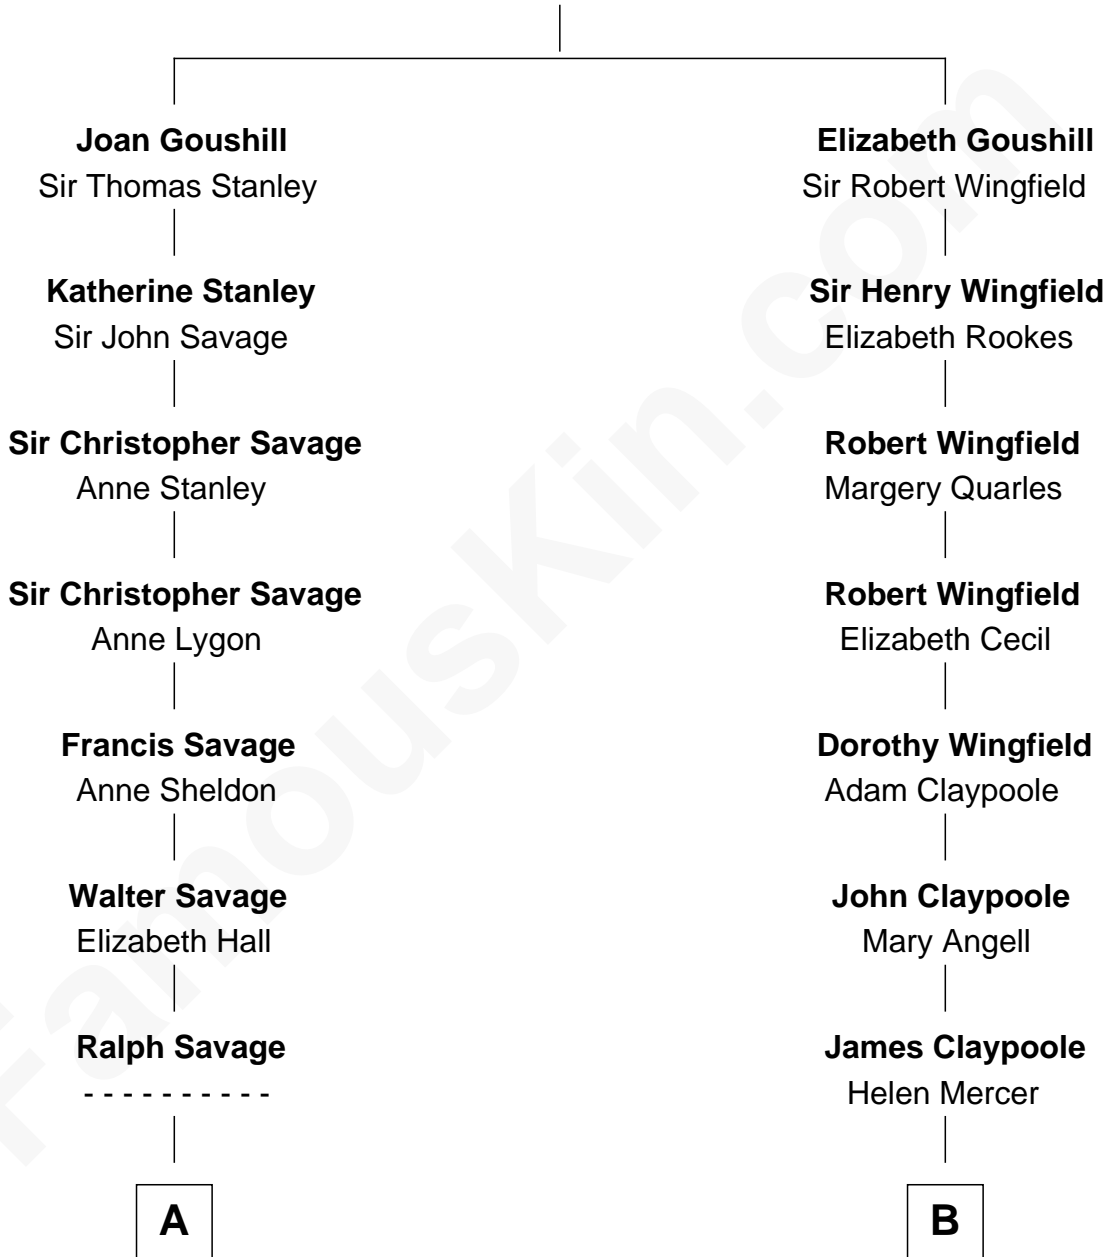 Joan Goushill
Sir Thomas Stanley
Katherine Stanley
Sir John Savage
Sir Christopher Savage
Anne Stanley
Sir Christopher Savage
Anne Lygon
Francis Savage
Anne Sheldon
Walter Savage
Elizabeth Hall
Ralph Savage
- - - - - - - - - -
A
Elizabeth Goushill
Sir Robert Wingfield
Sir Henry Wingfield
Elizabeth Rookes
Robert Wingfield
Margery Quarles
Robert Wingfield
Elizabeth Cecil
Dorothy Wingfield
Adam Claypoole
John Claypoole
Mary Angell
James Claypoole
Helen Mercer
B
FamousKin.com